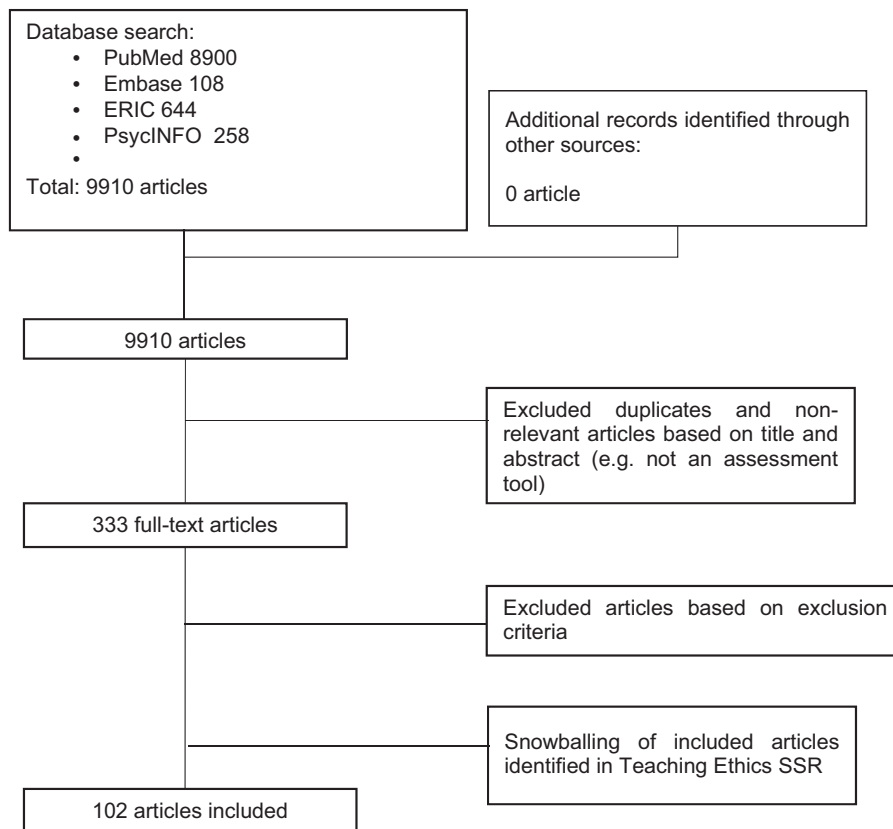 Database search:
• PubMed 8900
• Embase 108
• ERIC 644
• PsycINFO 258
•
Total: 9910 articles
Additional records identified through
other sources:
0 article
9910 articles
Excluded duplicates and non-
relevant articles based on title and
abstract (e.g. not an assessment
tool)
333 full-text articles
Excluded articles based on exclusion
criteria
Snowballing of included articles
identified in Teaching Ethics SSR
102 articles included